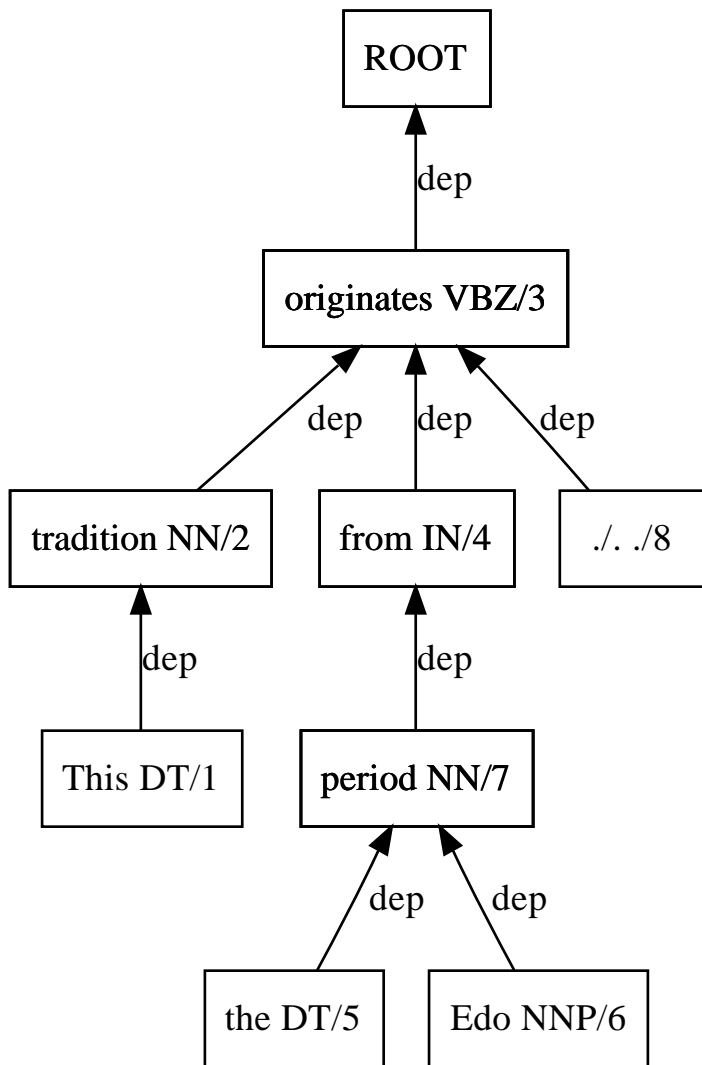 ROOT
dep
originates VBZ/3
dep dep dep
tradition NN/2 from IN/4 ./. ./8
dep dep
This DT/1 period NN/7
dep dep
the DT/5 Edo NNP/6